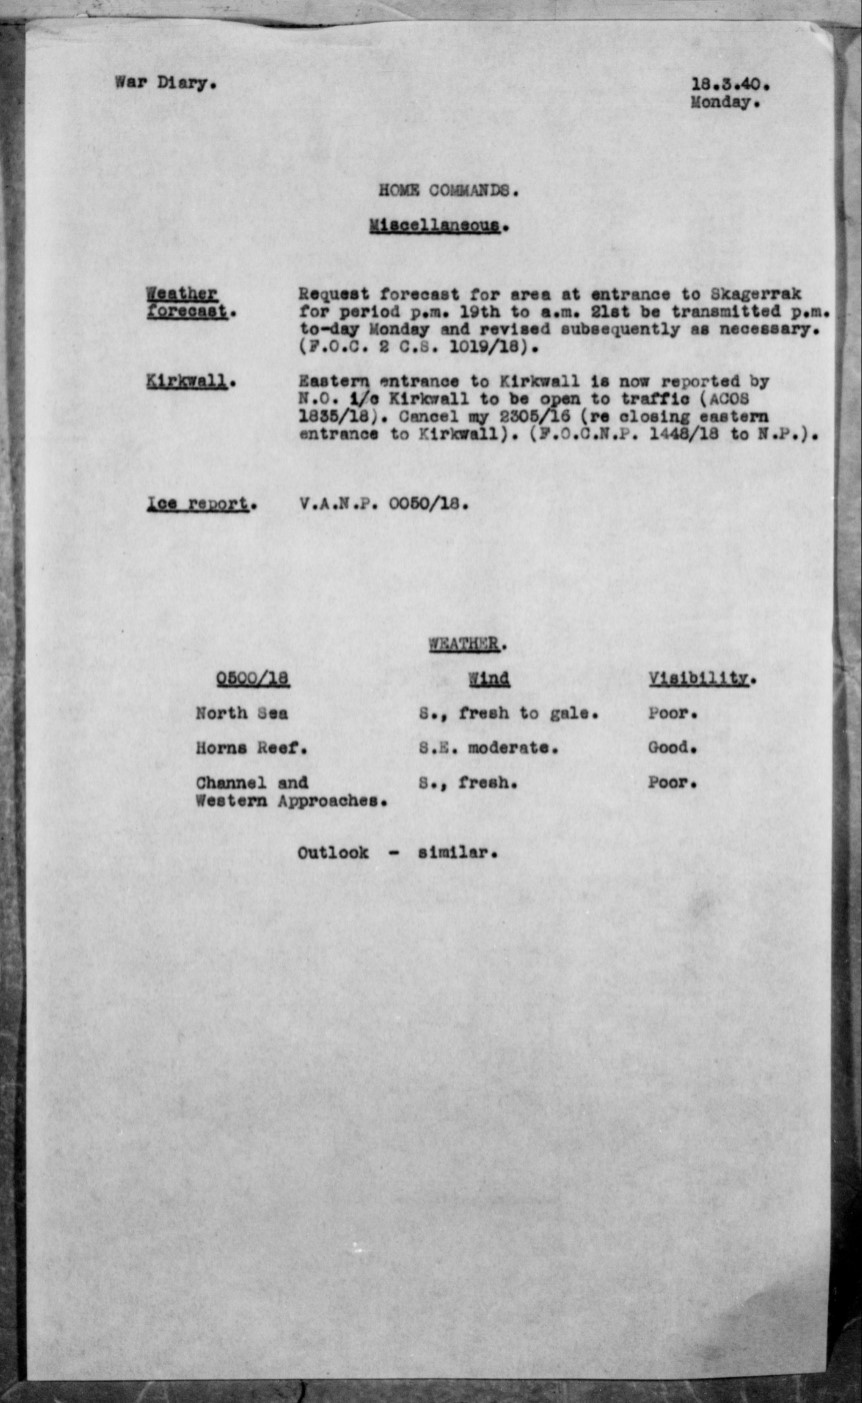 War Diary.
18.3.40.
Monday.
HOME COMMANDS.
Miscellaneous.
Weather forecast.
Request forecast for area at entrance to Skagerrak
for period p.m. 19th to a.m. 21st be transmitted p.m.
to-day Monday and revised subsequently as necessary.
(F.O.C. 2 C.S. 1019/18).
Kirkwall.
Eastern entrance to Kirkwall is now reported by
N.O. i/c Kirkwall to be open to traffic (ACOS
1835/18). Cancel my 2305/16 (re closing eastern
entrance to Kirkwall). (F.O.C.N.P. 1448/18 to N.P.).
Ice report. V.A.N.P. 0050/18.
WEATHER.
0500/18 Wind Visibility.
North Sea S., fresh to gale. Poor.
Horns Reef. S.E. moderate. Good.
Channel and S., fresh. Poor.
Western Approaches.
Outlook - similar.